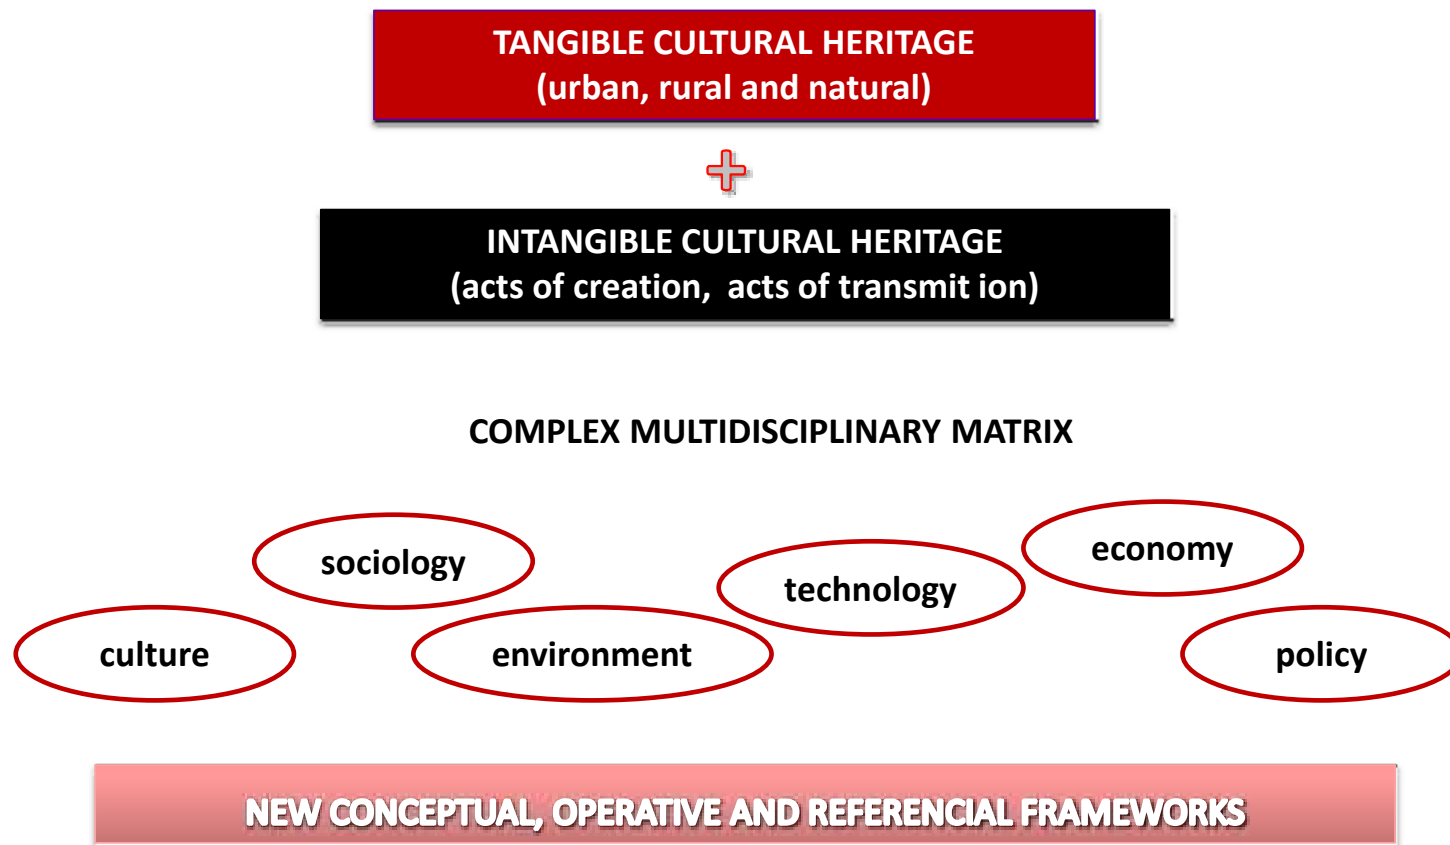 TANGIBLE CULTURAL HERITAGE
(urban, rural and natural)
INTANGIBLE CULTURAL HERITAGE
(acts of creation,  acts of transmit ion)
COMPLEX MULTIDISCIPLINARY MATRIX
economy
sociology
technology
culture
environment
policy
NEW CONCEPTUAL, OPERATIVE AND REFERENCIAL FRAMEWORKS